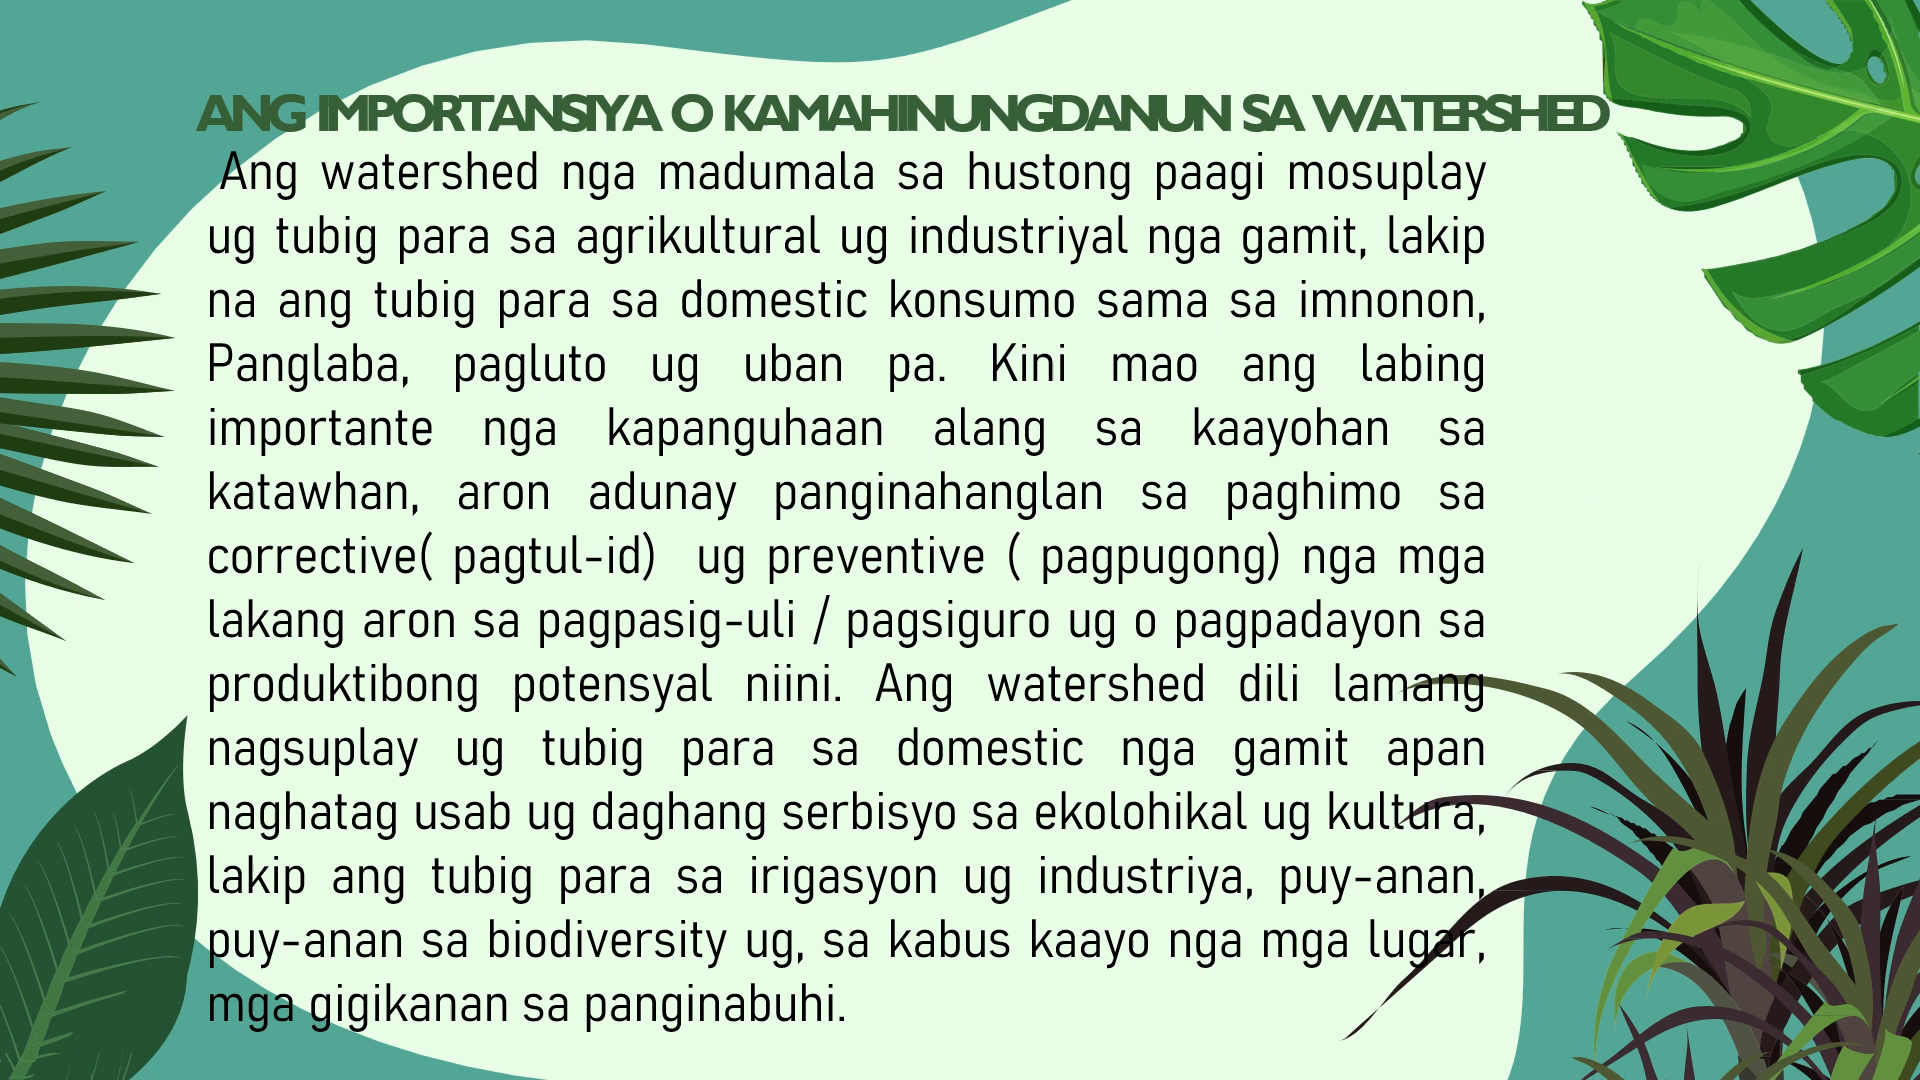 ANG IMPORTANSIYA O KAMAHIINUNGDANUN SA WATERSHED
Ang watershed nga madumala sa hustong paagi mosuplay
ug tubig para sa agrikultural ug industriyal nga gamit, lakip
na ang tubig para sa domestic konsumo sama sa imnonon,
Panglaba, pagluto ug uban pa. Kini mao ang labing
importante nga kapanguhaan alang sa kaayohan sa
katawhan, aron adunay panginahanglan sa paghimo sa
corrective( pagtul-id)  ug preventive ( pagpugong) nga mga
lakang aron sa pagpasig-uli / pagsiguro ug o pagpadayon sa
produktibong potensyal niini. Ang watershed dili lamang
nagsuplay ug tubig para sa domestic nga gamit apan
naghatag usab ug daghang serbisyo sa ekolohikal ug kultura,
lakip ang tubig para sa irigasyon ug industriya, puy-anan,
puy-anan sa biodiversity ug, sa kabus kaayo nga mga lugar,
mga gigikanan sa panginabuhi.